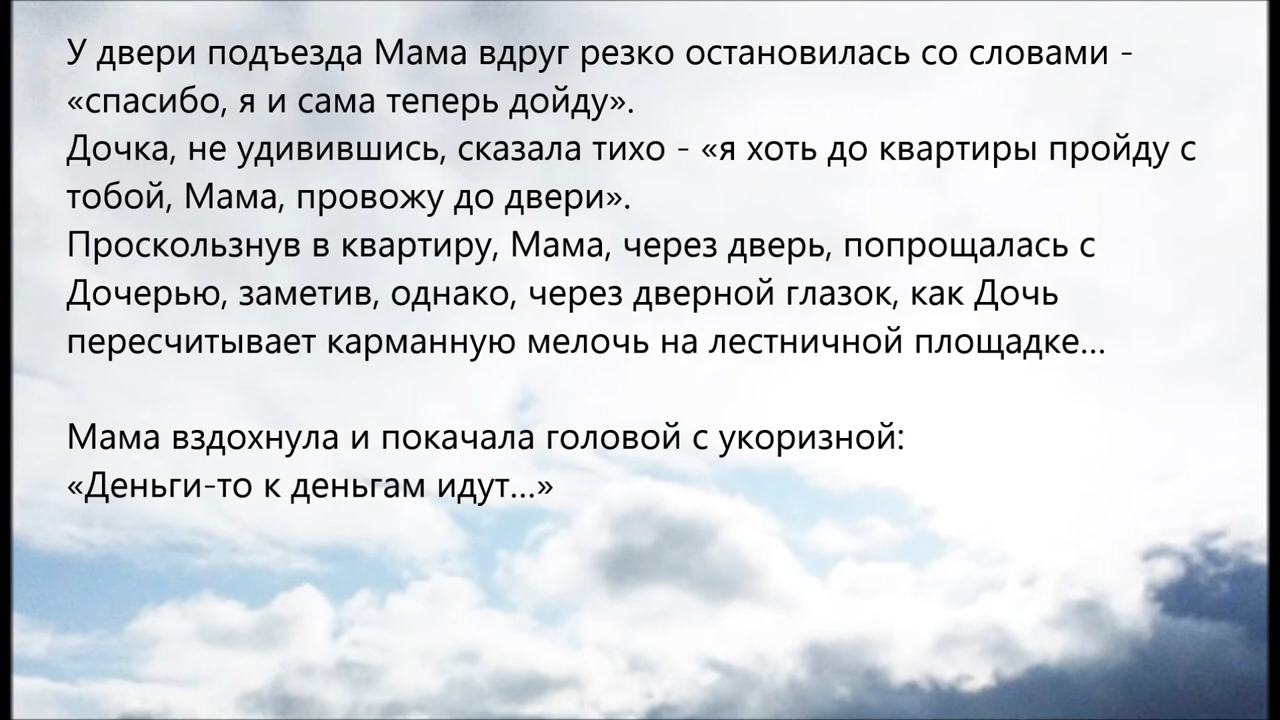 У двери подъезда Мама вдруг резко остановилась со словами -
«спасибо, я и сама теперь дойду».
Дочка, не удивившись, сказала тихо - «я хоть до квартиры пройду с
тобой, Мама, провожу до двери».
Проскользнув в квартиру, Мама, через дверь, попрощалась с
Дочерью, заметив, однако, через дверной глазок, как Дочь
пересчитывает карманную мелочь на лестничной площадке...
Мама вздохнула и покачала головой с укоризной:
«Деньги-то к деньгам идут...»